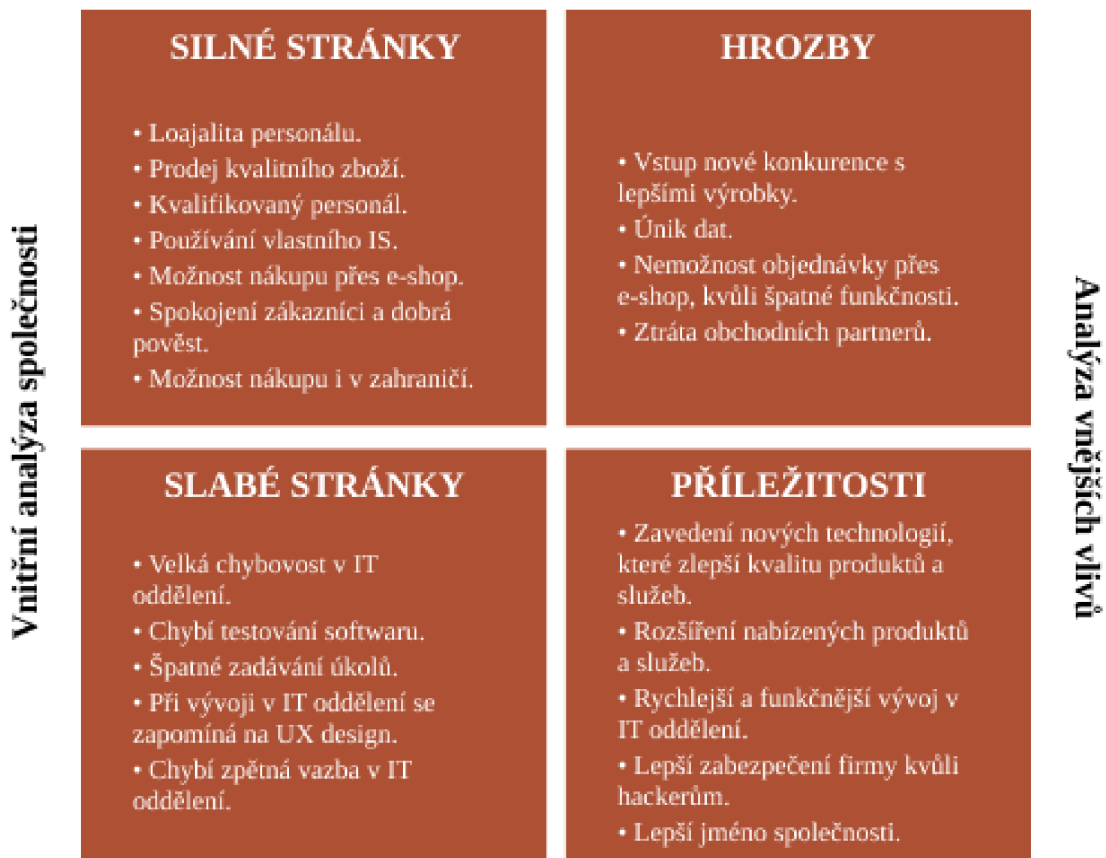 Vnitřní analýza společnosti
SILNÉ STRÁNKY
• Loajalita personálu.
• Prodej kvalitního zboží.
• Kvalifikovaný personál.
• Používání vlastního IS.
• Možnost nákupu přes e-shop.
• Spokojení zákazníci a dobrá
pověst.
• Možnost nákupu i v zahraničí.
HROZBY
• Vstup nové konkurence s
lepšími výrobky.
• Únik dat.
• Nemožnost objednávky přes
e-shop, kvůli špatné funkčnosti.
• Ztráta obchodních partnerů.
SLABÉ STRÁNKY
• Velká chybovost v IT
oddělení.
• Chybí testování softwaru.
• Špatné zadávání úkolů.
• Při vývoji v IT oddělení se
zapomíná na UX design.
• Chybí zpětná vazba v IT
oddělení.
PŘÍLEŽITOSTI
• Zavedení nových technologií,
které zlepší kvalitu produktů a
služeb.
• Rozšíření nabízených produktů
a služeb.
• Rychlejší a funkčnější vývoj v
IT oddělení.
• Lepší zabezpečení firmy kvůli
hackerům.
• Lepší jméno společnosti.
Analýza vnějších vlivů